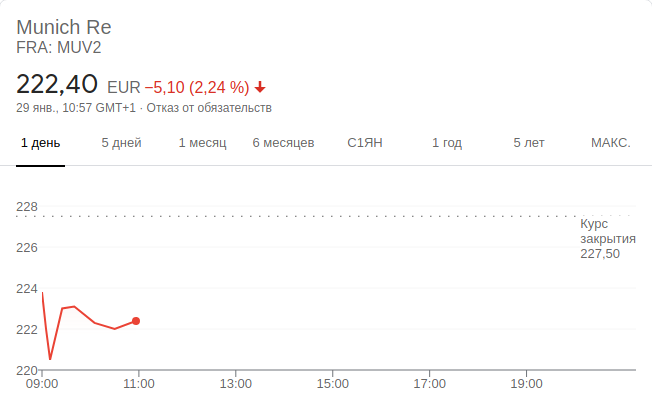 Munich Re
FRA: MUV2
222,40 EUR −5,10 (2,24 %)
29 янв., 10:57 GMT+1 · Отказ от обязательств
1 день 5 дней 1 месяц 6 месяцев С1ЯН 1 год 5 лет МАКС.
228
Курс
закрытия
227,50
226
224
222
220
09:00 11:00 13:00 15:00 17:00 19:00